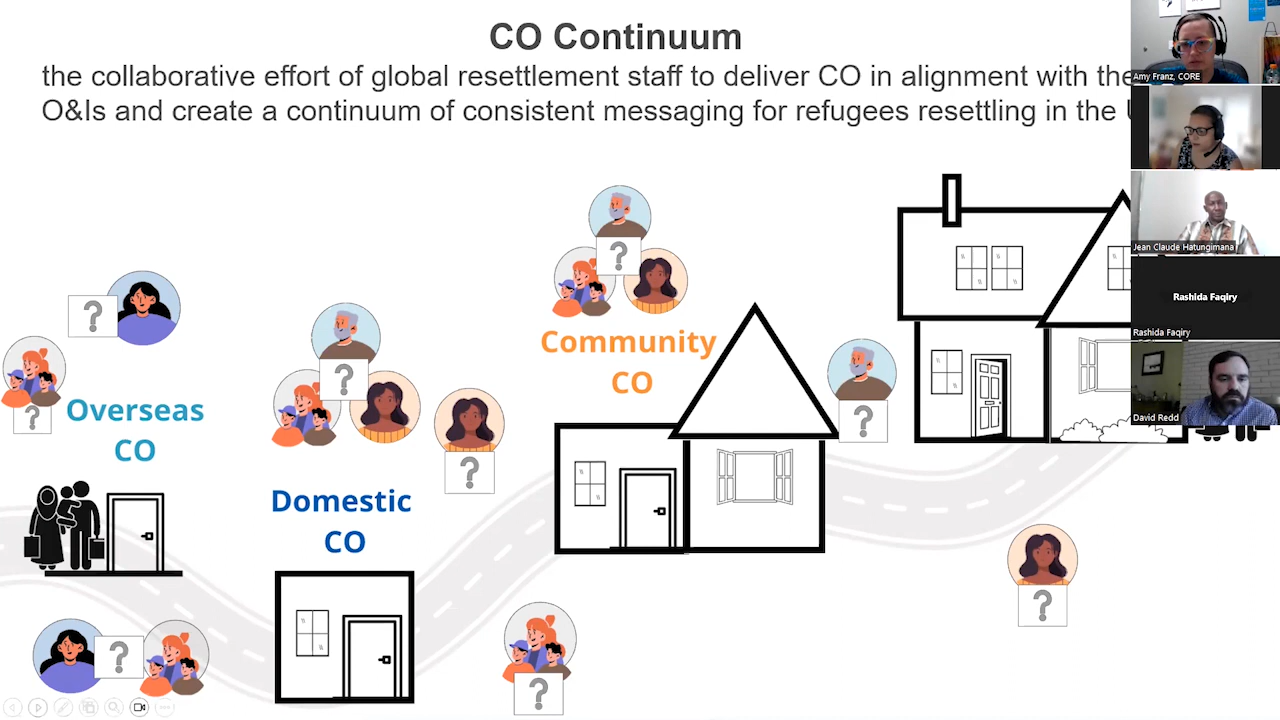 CO Continuum
the collaborative effort of global resettlement staff to deliver CO in alignment with the
O&Is and create a continuum of consistent messaging for refugees resettling in the
Amy Franz, CORE
Jean Claude Hatungimana
Rashida Faqiry
Rashida Faqiry
David Redd
?
?
?
?
?
?
?
?
?
?
Overseas
CO
Domestic
CO
Community
CO